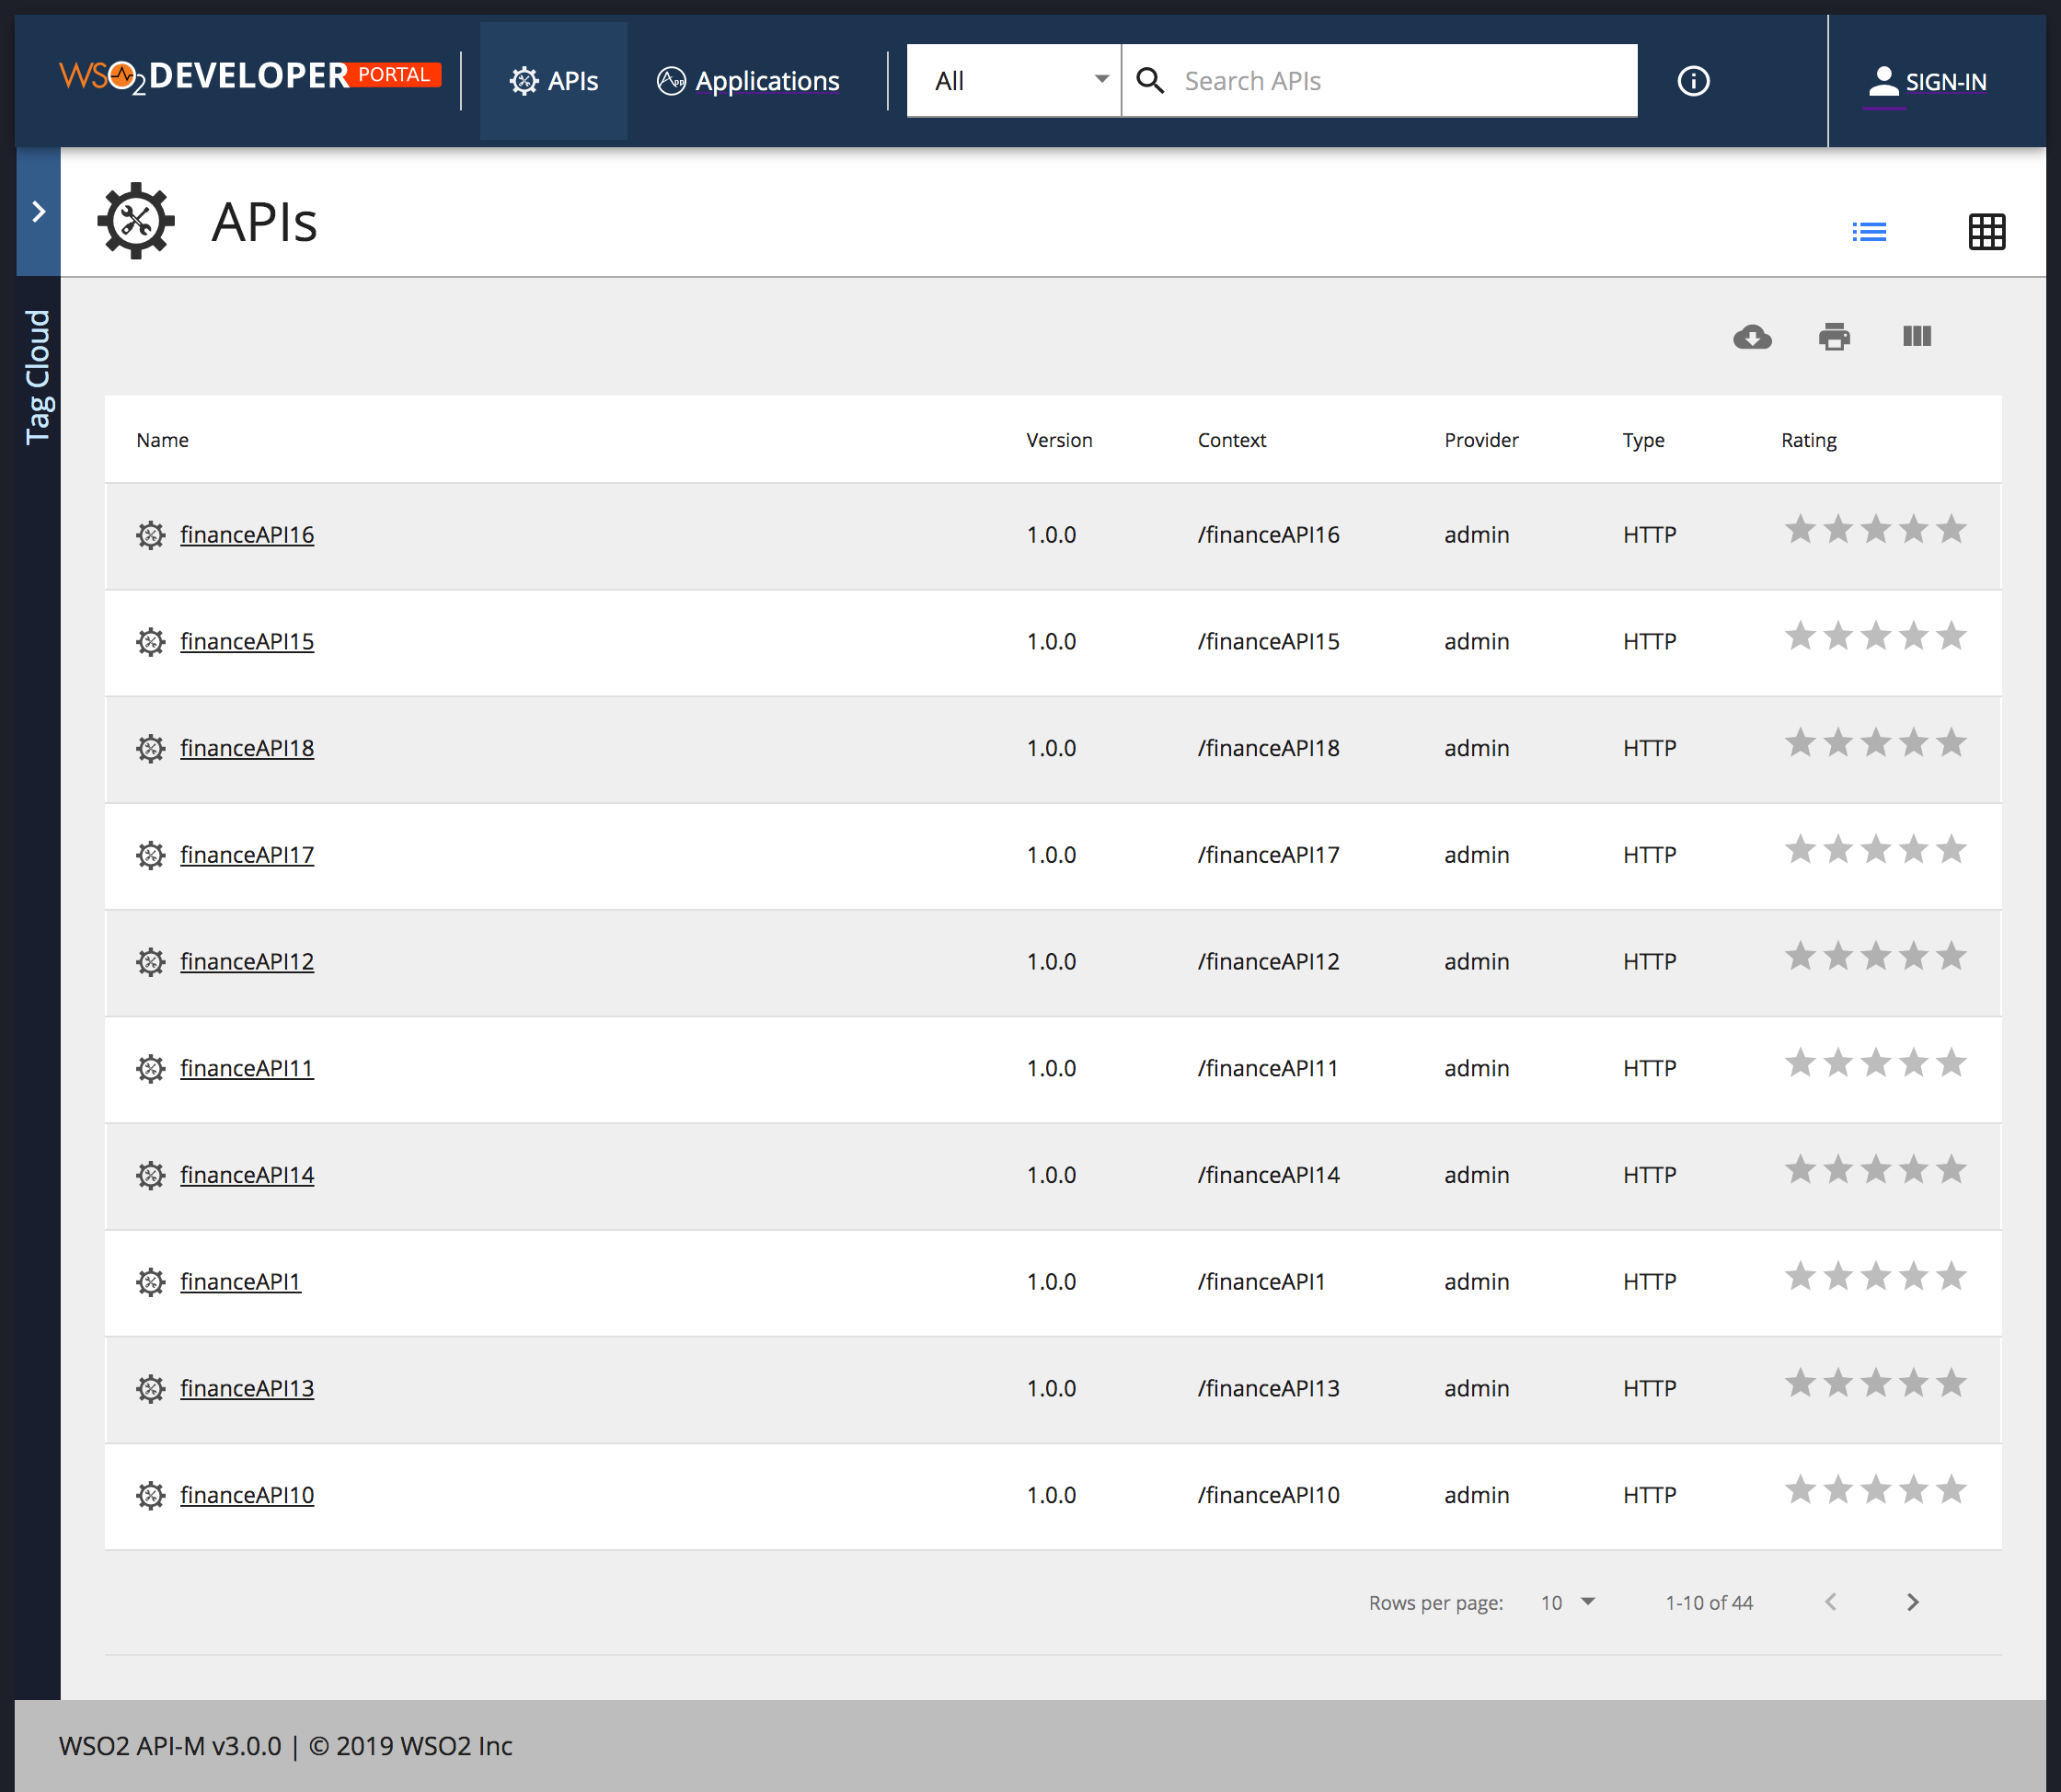 WSO2 DEVELOPER PORTAL APIs Applications All Search APIs SIGN-IN
APIs
Tag Cloud
Name Version Context Provider Type Rating
financeAPI16 1.0.0 /financeAPI16 admin HTTP
financeAPI15 1.0.0 /financeAPI15 admin HTTP
financeAPI18 1.0.0 /financeAPI18 admin HTTP
financeAPI17 1.0.0 /financeAPI17 admin HTTP
financeAPI12 1.0.0 /financeAPI12 admin HTTP
financeAPI11 1.0.0 /financeAPI11 admin HTTP
financeAPI14 1.0.0 /financeAPI14 admin HTTP
financeAPI1 1.0.0 /financeAPI1 admin HTTP
financeAPI13 1.0.0 /financeAPI13 admin HTTP
financeAPI10 1.0.0 /financeAPI10 admin HTTP
Rows per page: 10 1-10 of 44
WSO2 API-M v3.0.0 | © 2019 WSO2 Inc